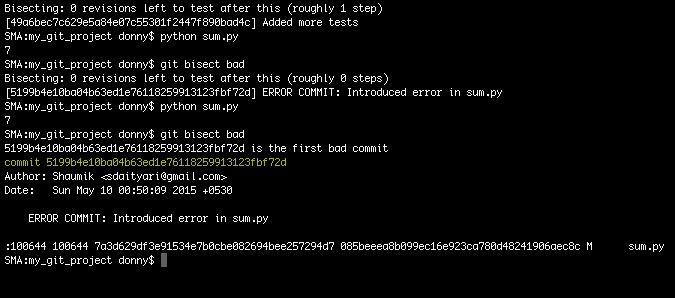 Bisecting: 0 revisions left to test after this (roughly 1 step)
[49a6bec7c629e5a84e07c55301f2447f890bad4c] Added more tests
SMA:my_git_project donny$ python sum.py
7
SMA:my_git_project donny$ git bisect bad
Bisecting: 0 revisions left to test after this (roughly 0 steps)
[5199b4e10ba04b63ed1e76118259913123fbf72d] ERROR COMMIT: Introduced error in sum.py
SMA:my_git_project donny$ python sum.py
7
SMA:my_git_project donny$ git bisect bad
5199b4e10ba04b63ed1e76118259913123fbf72d is the first bad commit
commit 5199b4e10ba04b63ed1e76118259913123fbf72d
Author: Shaumik <sdaityari@gmail.com>
Date:   Sun May 10 00:50:09 2015 +0530

    ERROR COMMIT: Introduced error in sum.py

:100644 100644 7a3d629df3e91534e7b0cbe082694bee257294d7 085beeea8b099ec16e923ca780d48241906aec8c M      sum.py
SMA:my_git_project donny$